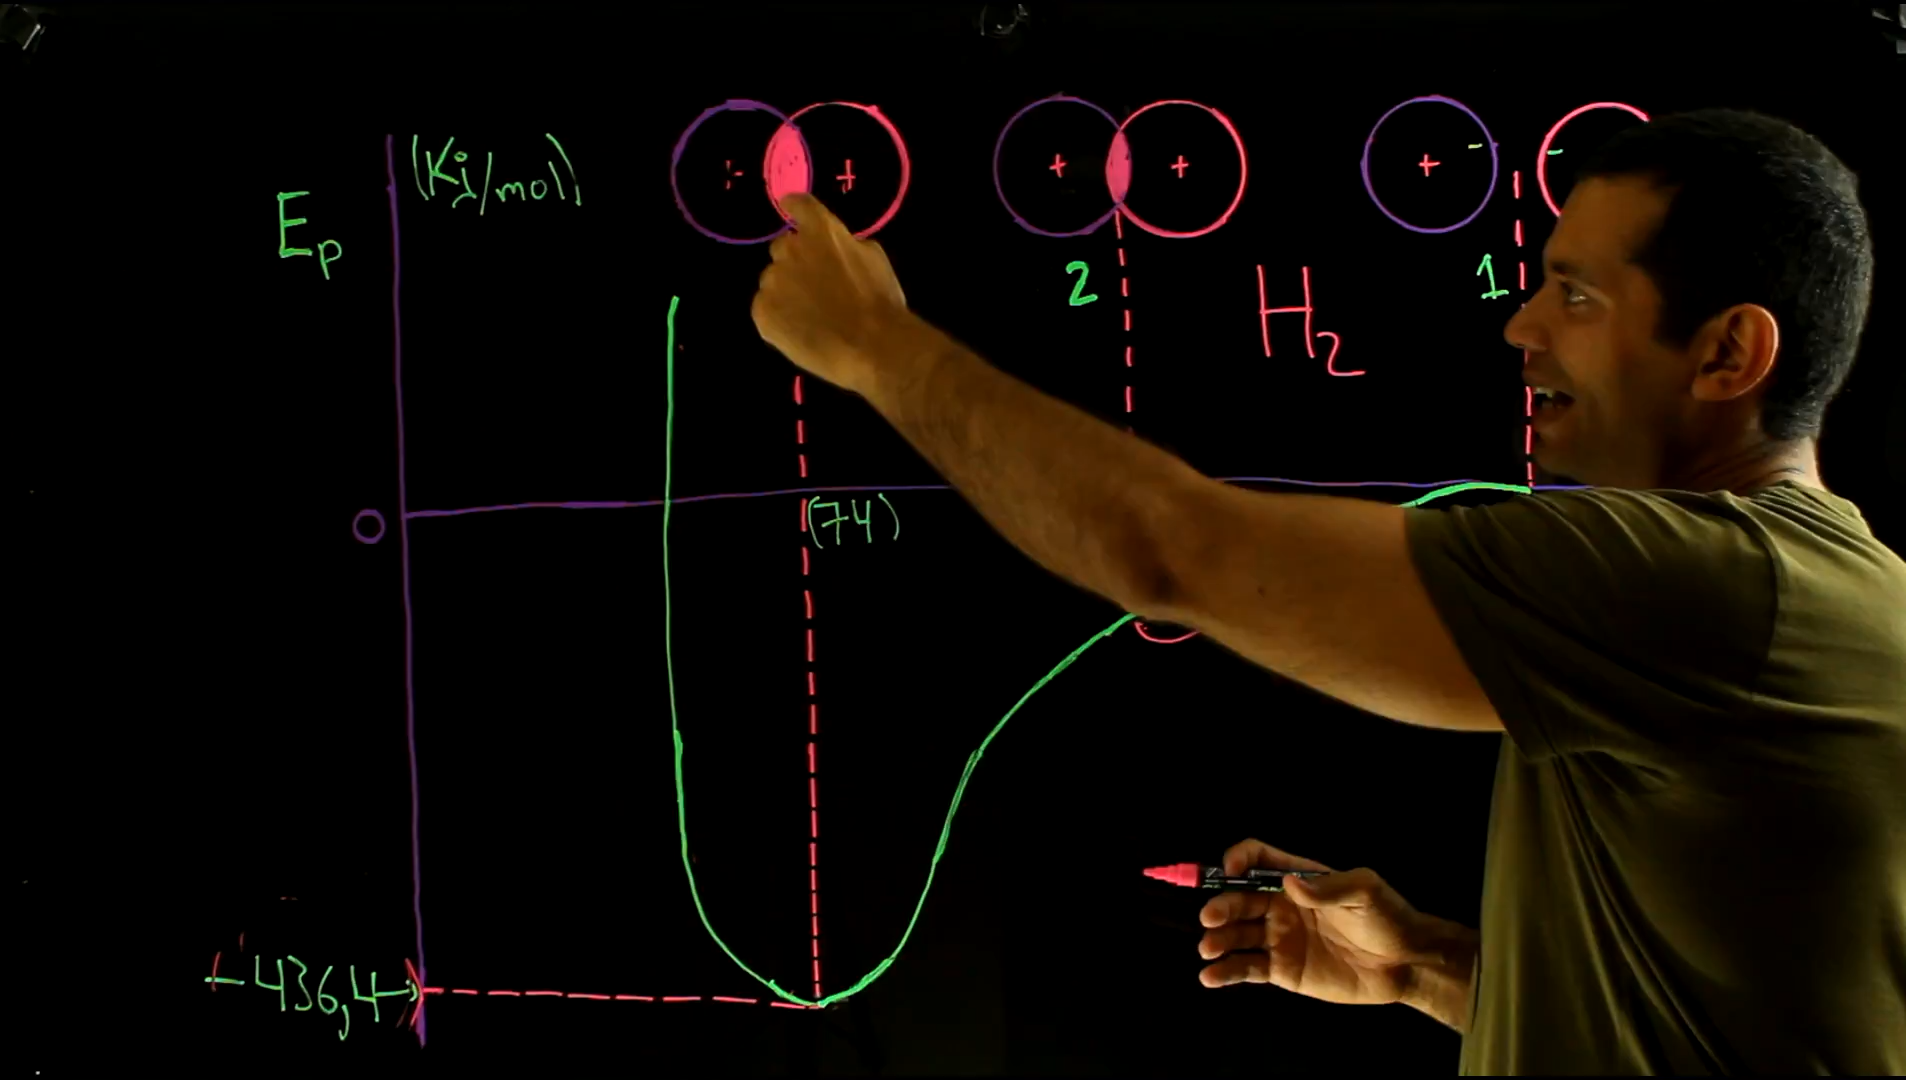 (Kj/mol)
Ep
+ +
+ +
+ - -
2
1
H2
0
(74)
-436,4